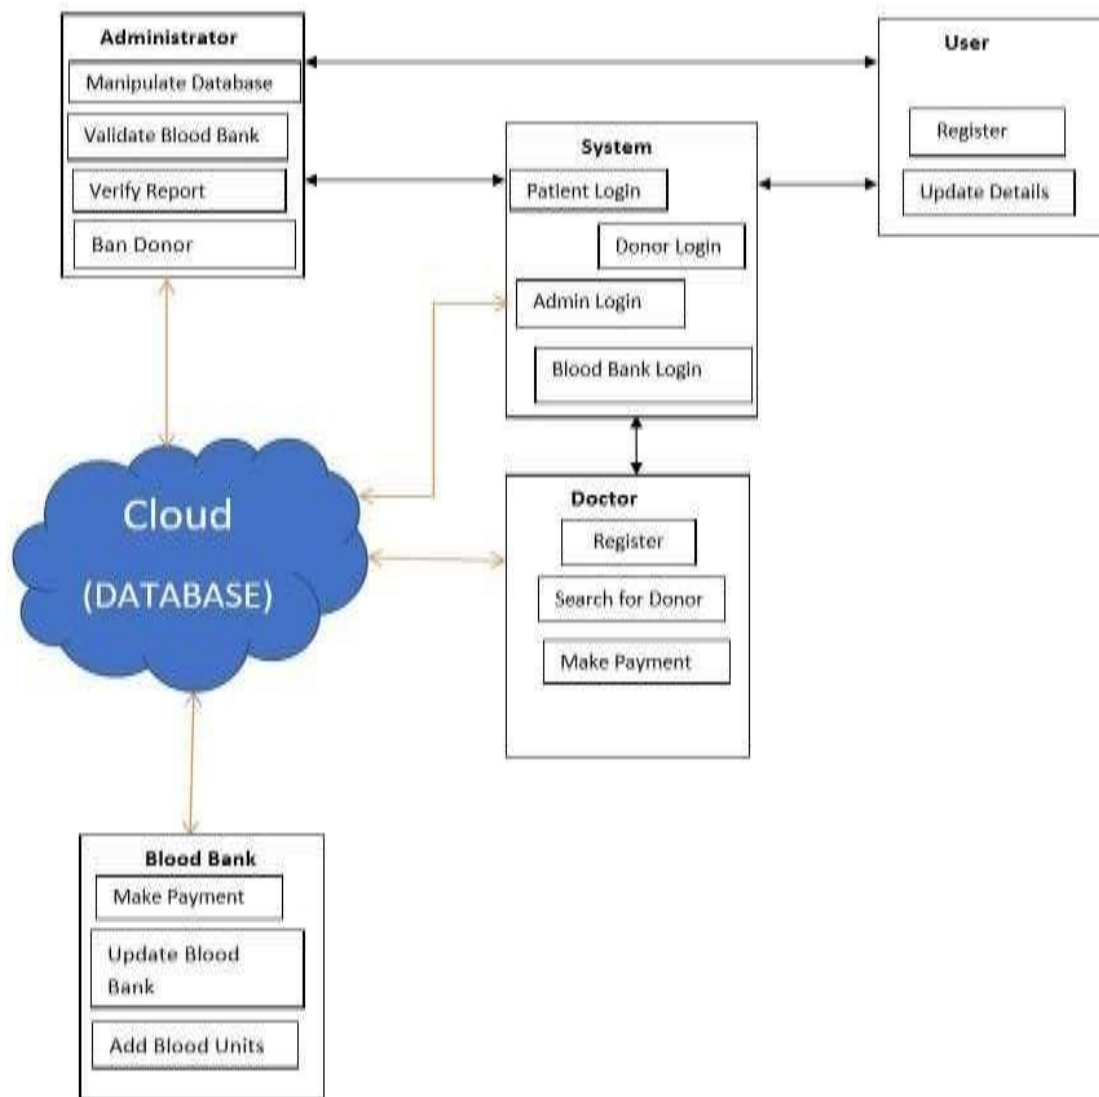 Administrator
Manipulate Database
Validate Blood Bank
Verify Report
Ban Donor
User
Register
Update Details
System
Patient Login
Donor Login
Admin Login
Blood Bank Login
Cloud
(DATABASE)
Doctor
Register
Search for Donor
Make Payment
Blood Bank
Make Payment
Update Blood
Bank
Add Blood Units